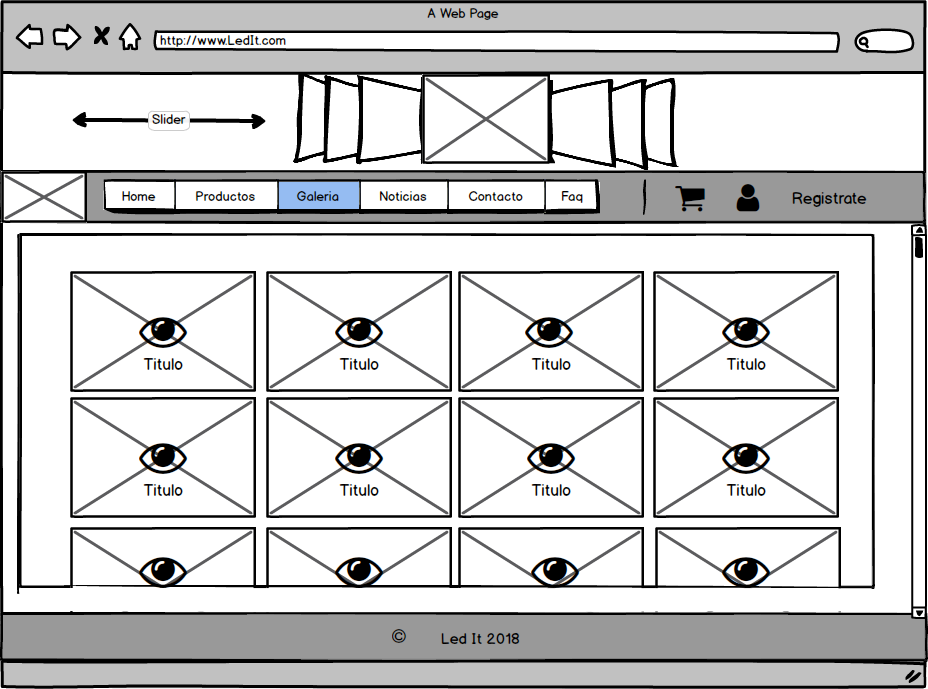 A Web Page
http://www.LedIt.com
Slider
Home Productos Galeria Noticias Contacto Faq Registrate
Titulo Titulo Titulo Titulo
Titulo Titulo Titulo Titulo
© Led It 2018